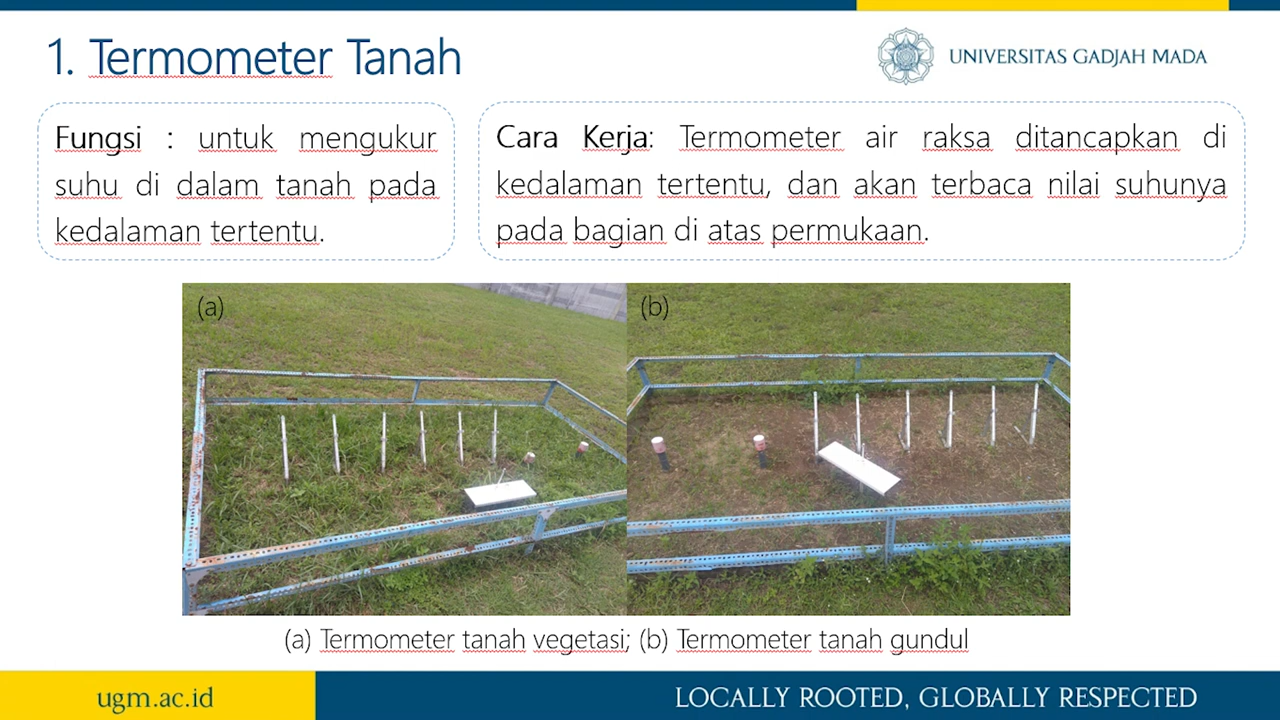 1. Termometer Tanah
UNIVERSITAS GADJAH MADA
Fungsi : untuk mengukur
suhu di dalam tanah pada
kedalaman tertentu.
Cara Kerja: Termometer air raksa ditancapkan di
kedalaman tertentu, dan akan terbaca nilai suhunya
pada bagian di atas permukaan.
(a)
(b)
(a) Termometer tanah vegetasi; (b) Termometer tanah gundul
ugm.ac.id
LOCALLY ROOTED, GLOBALLY RESPECTED